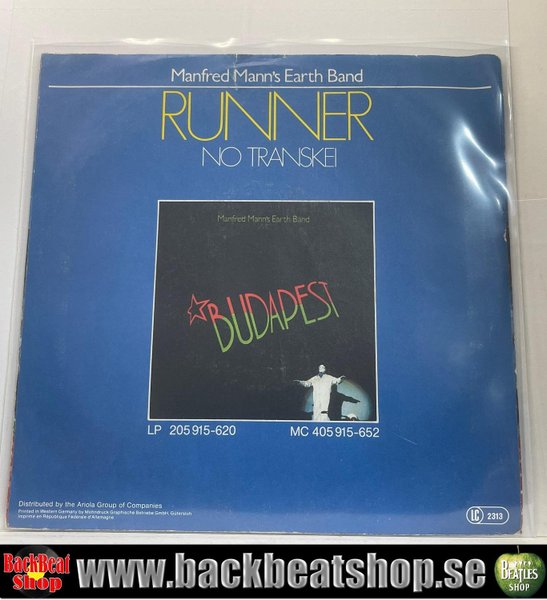 Manfred Mann's Earth Band
RUNNER
NO TRANSKEI
Manfred Mann's Earth Band
BUDAPEST
LP 205 915-620 MC 405 915-652
Distributed by the Ariola Group of Companies
Printed in Western Germany by Mohndruck Graphische Betriebe GmbH, Gütersloh
Imprimé en République Fédérale d'Allemagne
LC 2313
BackBeat
Shop
www.backbeatshop.se
BEATLES
SHOP